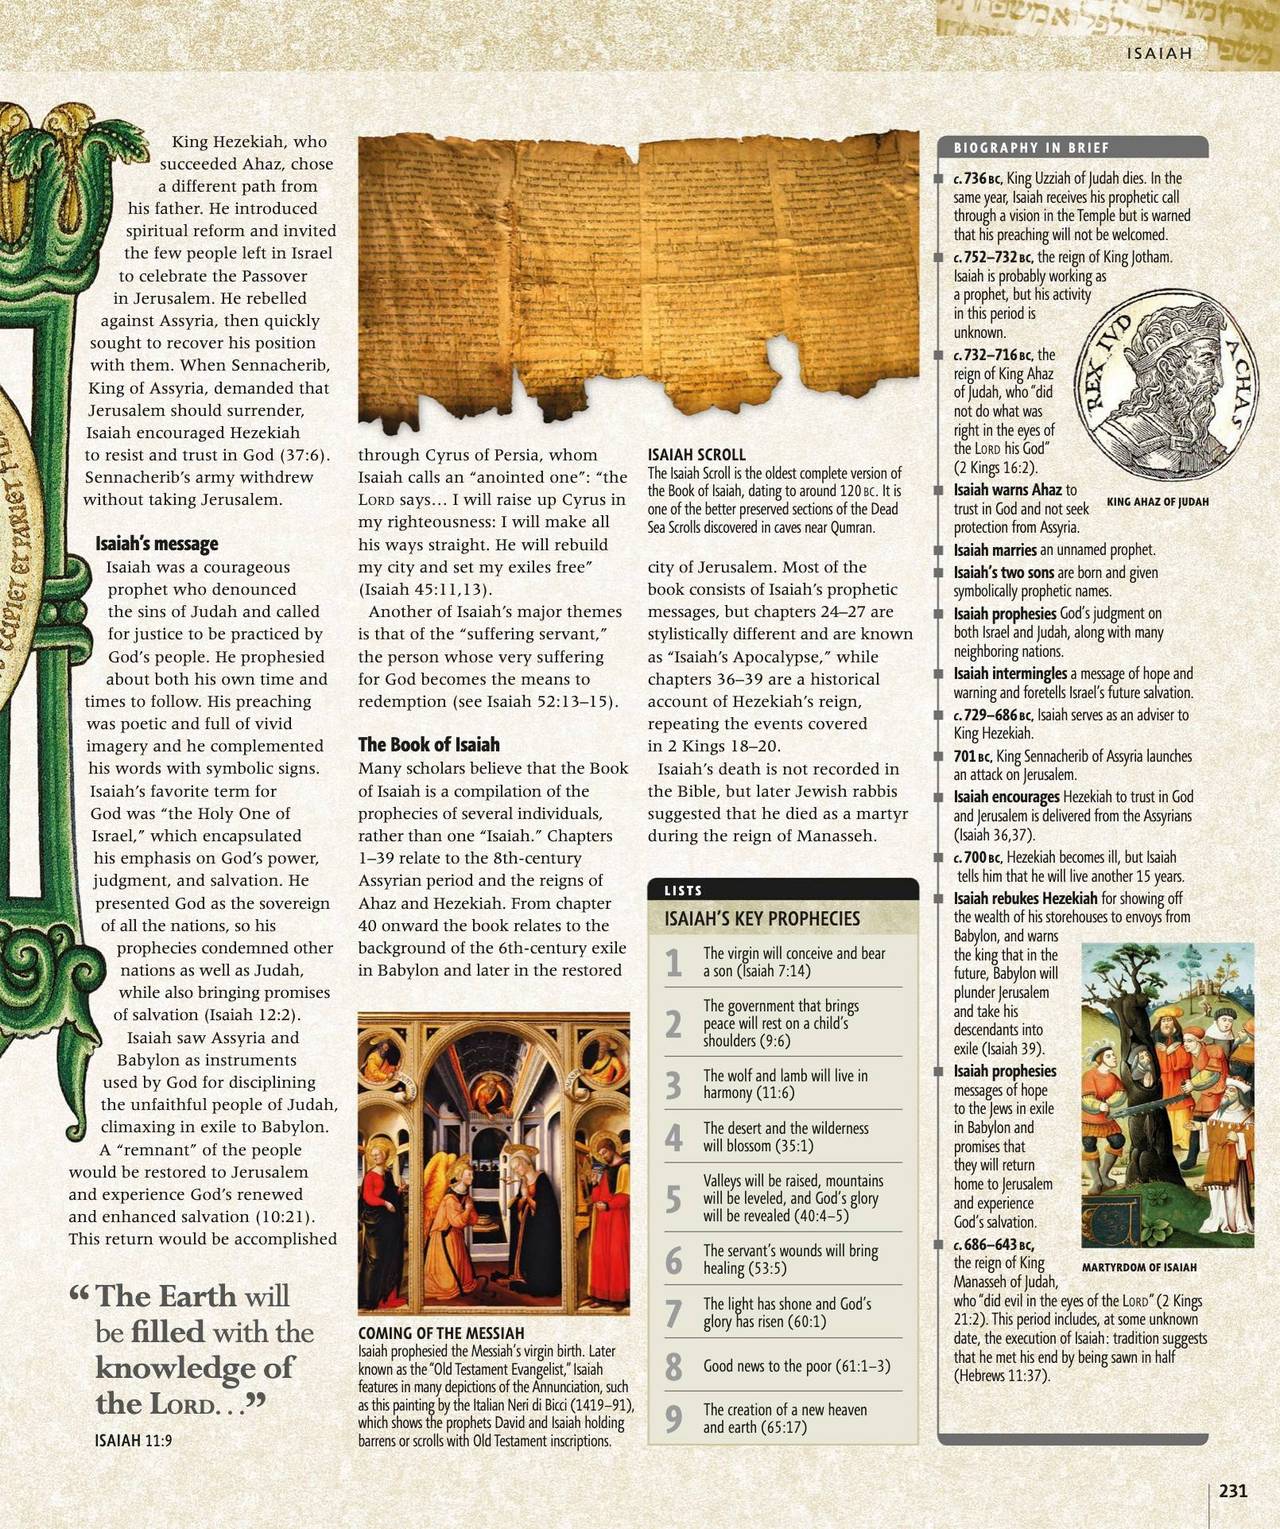 ISAIAH
King Hezekiah, who
succeeded Ahaz, chose
a different path from
his father. He introduced
spiritual reform and invited
the few people left in Israel
to celebrate the Passover
in Jerusalem. He rebelled
against Assyria, then quickly
sought to recover his position
with them. When Sennacherib,
King of Assyria, demanded that
Jerusalem should surrender,
Isaiah encouraged Hezekiah
to resist and trust in God (37:6).
Sennacherib's army withdrew
without taking Jerusalem.
Isaiah's message
Isaiah was a courageous
prophet who denounced
the sins of Judah and called
for justice to be practiced by
God's people. He prophesied
about both his own time and
times to follow. His preaching
was poetic and full of vivid
imagery and he complemented
his words with symbolic signs.
Isaiah's favorite term for
God was "the Holy One of
Israel," which encapsulated
his emphasis on God's power,
judgment, and salvation. He
presented God as the sovereign
of all the nations, so his
prophecies condemned other
nations as well as Judah,
while also bringing promises
of salvation (Isaiah 12:2).
Isaiah saw Assyria and
Babylon as instruments
used by God for disciplining
the unfaithful people of Judah,
climaxing in exile to Babylon.
A "remnant" of the people
would be restored to Jerusalem
and experience God's renewed
and enhanced salvation (10:21).
This return would be accomplished
"The Earth will
be filled with the
knowledge of
the LORD..."
ISAIAH 11:9
through Cyrus of Persia, whom
Isaiah calls an "anointed one": "the
LORD says... I will raise up Cyrus in
my righteousness: I will make all
his ways straight. He will rebuild
my city and set my exiles free"
(Isaiah 45:11,13).
Another of Isaiah's major themes
is that of the "suffering servant,"
the person whose very suffering
for God becomes the means to
redemption (see Isaiah 52:13–15).
The Book of Isaiah
Many scholars believe that the Book
of Isaiah is a compilation of the
prophecies of several individuals,
rather than one "Isaiah." Chapters
1–39 relate to the 8th-century
Assyrian period and the reigns of
Ahaz and Hezekiah. From chapter
40 onward the book relates to the
background of the 6th-century exile
in Babylon and later in the restored
COMING OF THE MESSIAH
Isaiah prophesied the Messiah's virgin birth. Later
known as the "Old Testament Evangelist," Isaiah
features in many depictions of the Annunciation, such
as this painting by the Italian Neri di Bicci (1419–91),
which shows the prophets David and Isaiah holding
barrens or scrolls with Old Testament inscriptions.
ISAIAH SCROLL
The Isaiah Scroll is the oldest complete version of
the Book of Isaiah, dating to around 120 BC. It is
one of the better preserved sections of the Dead
Sea Scrolls discovered in caves near Qumran.
city of Jerusalem. Most of the
book consists of Isaiah's prophetic
messages, but chapters 24–27 are
stylistically different and are known
as "Isaiah's Apocalypse," while
chapters 36–39 are a historical
account of Hezekiah's reign,
repeating the events covered
in 2 Kings 18–20.
Isaiah's death is not recorded in
the Bible, but later Jewish rabbis
suggested that he died as a martyr
during the reign of Manasseh.
LISTS
ISAIAH'S KEY PROPHECIES
1 The virgin will conceive and bear
a son (Isaiah 7:14)
2 The government that brings
peace will rest on a child's
shoulders (9:6)
3 The wolf and lamb will live in
harmony (11:6)
4 The desert and the wilderness
will blossom (35:1)
5 Valleys will be raised, mountains
will be leveled, and God's glory
will be revealed (40:4–5)
6 The servant's wounds will bring
healing (53:5)
7 The light has shone and God's
glory has risen (60:1)
8 Good news to the poor (61:1–3)
9 The creation of a new heaven
and earth (65:17)
BIOGRAPHY IN BRIEF
c. 736 BC, King Uzziah of Judah dies. In the
same year, Isaiah receives his prophetic call
through a vision in the Temple but is warned
that his preaching will not be welcomed.
c. 752–732 BC, the reign of King Jotham.
Isaiah is probably working as
a prophet, but his activity
in this period is
unknown.
c. 732–716 BC, the
reign of King Ahaz
of Judah, who "did
not do what was
right in the eyes of
the LORD his God"
(2 Kings 16:2).
REX IVD ACHAS
KING AHAZ OF JUDAH
Isaiah warns Ahaz to
trust in God and not seek
protection from Assyria.
Isaiah marries an unnamed prophet.
Isaiah's two sons are born and given
symbolically prophetic names.
Isaiah prophesies God's judgment on
both Israel and Judah, along with many
neighboring nations.
Isaiah intermingles a message of hope and
warning and foretells Israel's future salvation.
c. 729–686 BC, Isaiah serves as an adviser to
King Hezekiah.
701 BC, King Sennacherib of Assyria launches
an attack on Jerusalem.
Isaiah encourages Hezekiah to trust in God
and Jerusalem is delivered from the Assyrians
(Isaiah 36,37).
c. 700 BC, Hezekiah becomes ill, but Isaiah
tells him that he will live another 15 years.
Isaiah rebukes Hezekiah for showing off
the wealth of his storehouses to envoys from
Babylon, and warns
the king that in the
future, Babylon will
plunder Jerusalem
and take his
descendants into
exile (Isaiah 39).
Isaiah prophesies
messages of hope
to the Jews in exile
in Babylon and
promises that
they will return
home to Jerusalem
and experience
God's salvation.
MARTYRDOM OF ISAIAH
c. 686–643 BC,
the reign of King
Manasseh of Judah,
who "did evil in the eyes of the LORD" (2 Kings
21:2). This period includes, at some unknown
date, the execution of Isaiah: tradition suggests
that he met his end by being sawn in half
(Hebrews 11:37).
231